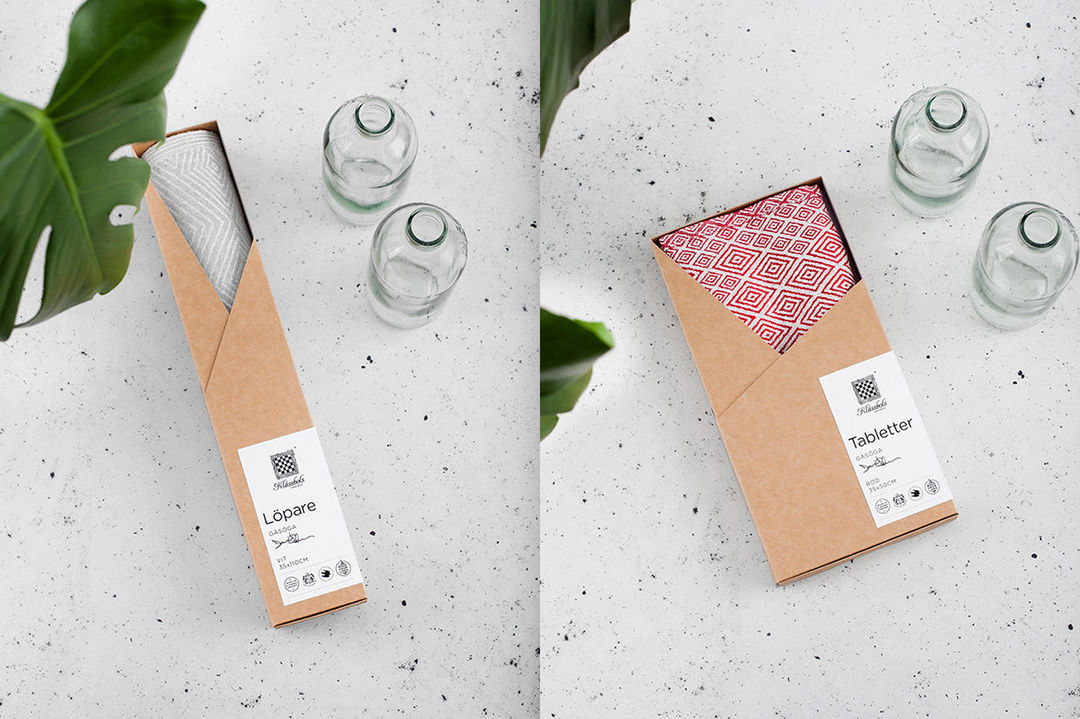 Klässbols
Löpare
GÅSÖGA
VIT
35x110CM
Klässbols
Tabletter
GÅSÖGA
RÖD
35x50CM